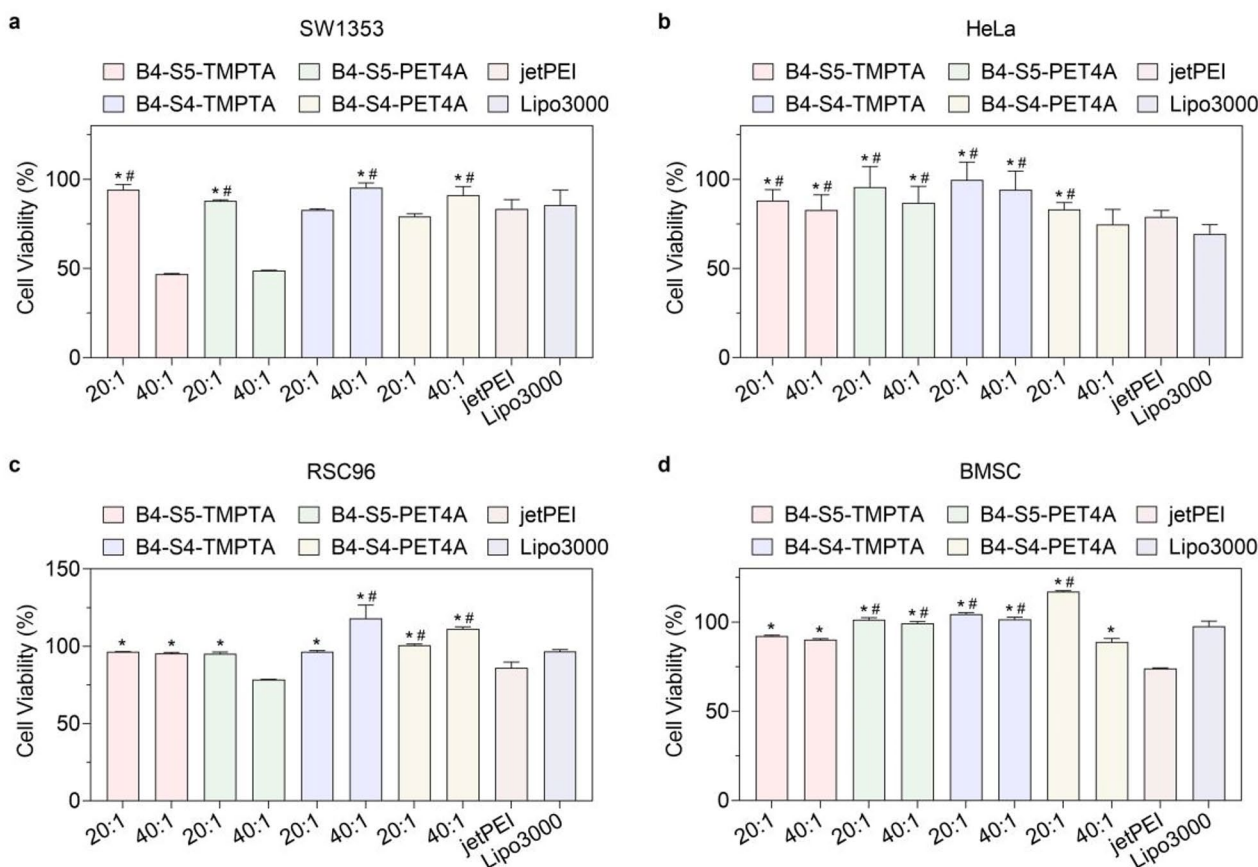 a
SW1353
B4-S5-TMPTA B4-S5-PET4A jetPEI
B4-S4-TMPTA B4-S4-PET4A Lipo3000
Cell Viability (%)
100
50
0
* # * # * # * #
20:1 40:1 20:1 40:1 20:1 40:1 20:1 40:1 jetPEI Lipo3000
b
HeLa
B4-S5-TMPTA B4-S5-PET4A jetPEI
B4-S4-TMPTA B4-S4-PET4A Lipo3000
Cell Viability (%)
100
50
0
* # * # * # * # * # * # * #
20:1 40:1 20:1 40:1 20:1 40:1 20:1 40:1 jetPEI Lipo3000
c
RSC96
B4-S5-TMPTA B4-S5-PET4A jetPEI
B4-S4-TMPTA B4-S4-PET4A Lipo3000
Cell Viability (%)
150
100
50
0
* * * * * # * # * #
20:1 40:1 20:1 40:1 20:1 40:1 20:1 40:1 jetPEI Lipo3000
d
BMSC
B4-S5-TMPTA B4-S5-PET4A jetPEI
B4-S4-TMPTA B4-S4-PET4A Lipo3000
Cell Viability (%)
100
50
0
* * * # * # * # * # * # *
20:1 40:1 20:1 40:1 20:1 40:1 20:1 40:1 jetPEI Lipo3000